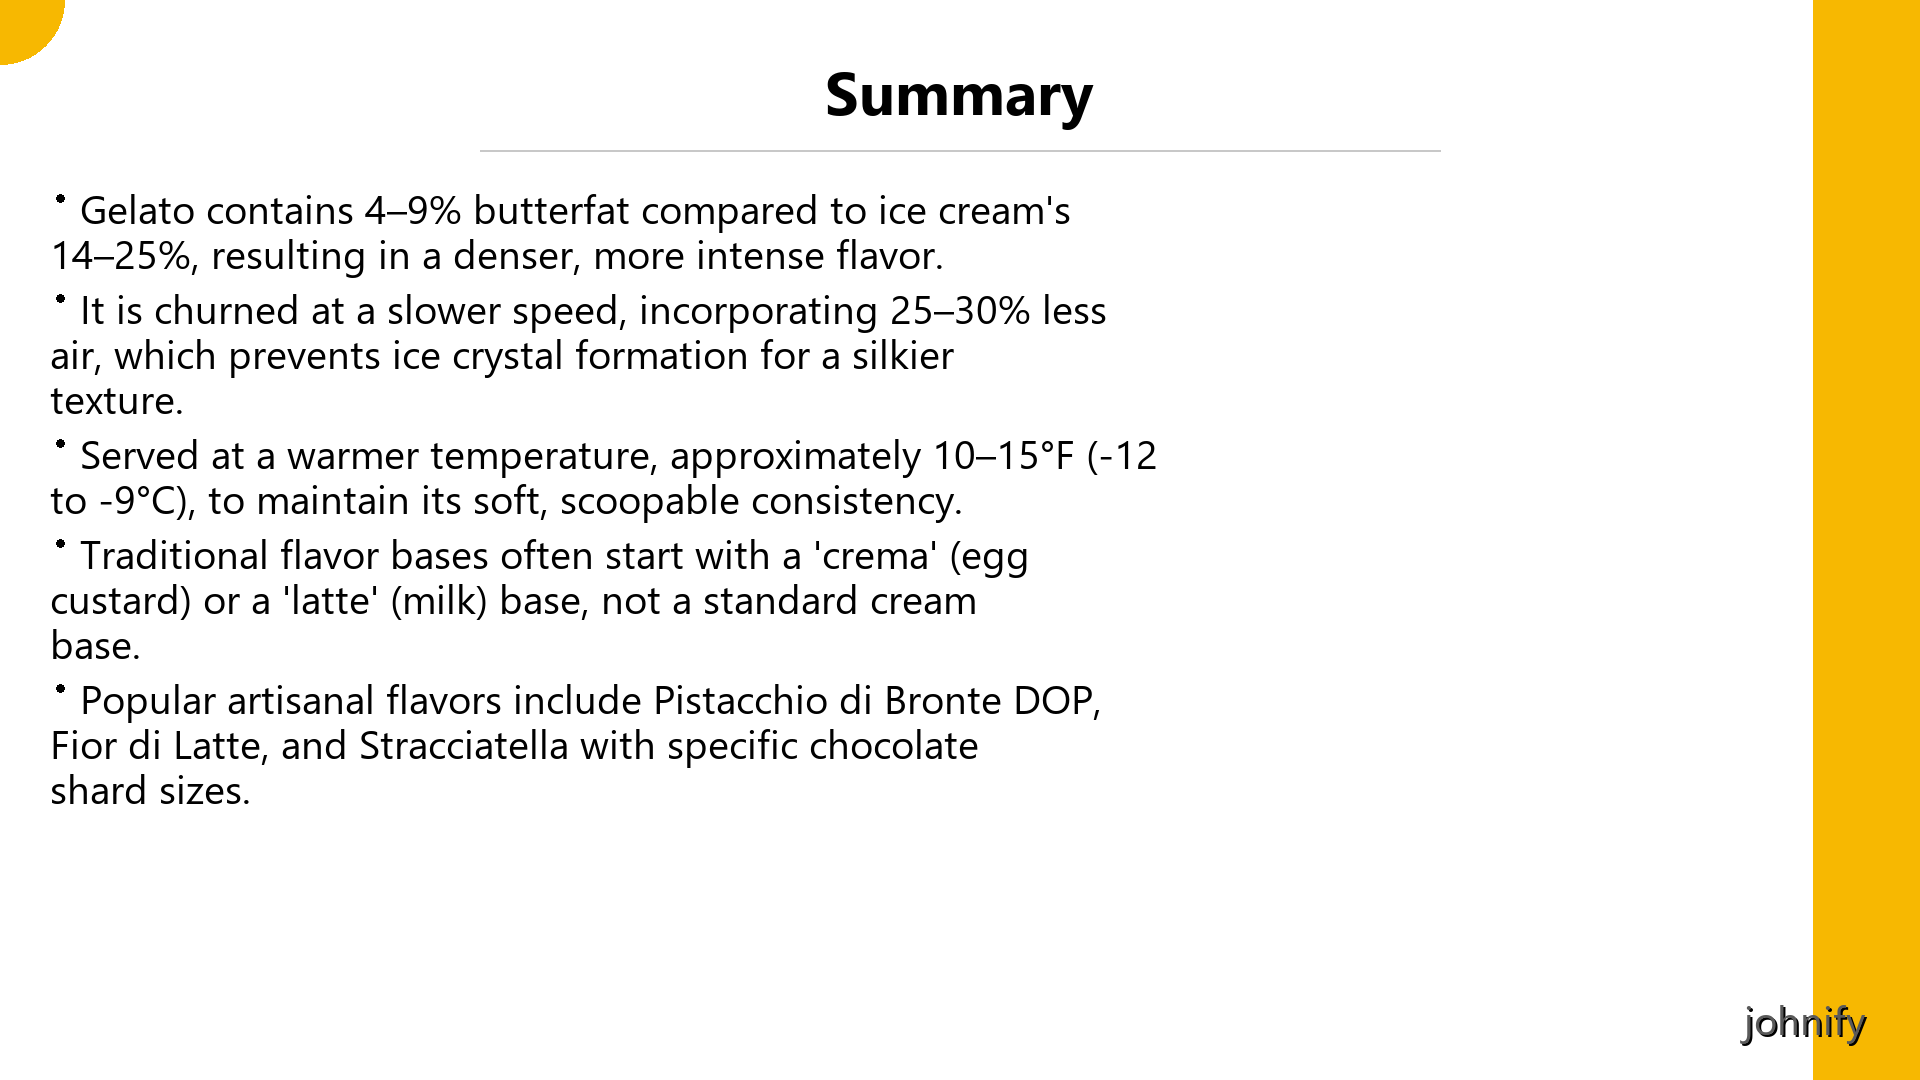 Summary
• Gelato contains 4–9% butterfat compared to ice cream's
14–25%, resulting in a denser, more intense flavor.
• It is churned at a slower speed, incorporating 25–30% less
air, which prevents ice crystal formation for a silkier
texture.
• Served at a warmer temperature, approximately 10–15°F (-12
to -9°C), to maintain its soft, scoopable consistency.
• Traditional flavor bases often start with a 'crema' (egg
custard) or a 'latte' (milk) base, not a standard cream
base.
• Popular artisanal flavors include Pistacchio di Bronte DOP,
Fior di Latte, and Stracciatella with specific chocolate
shard sizes.
johnify